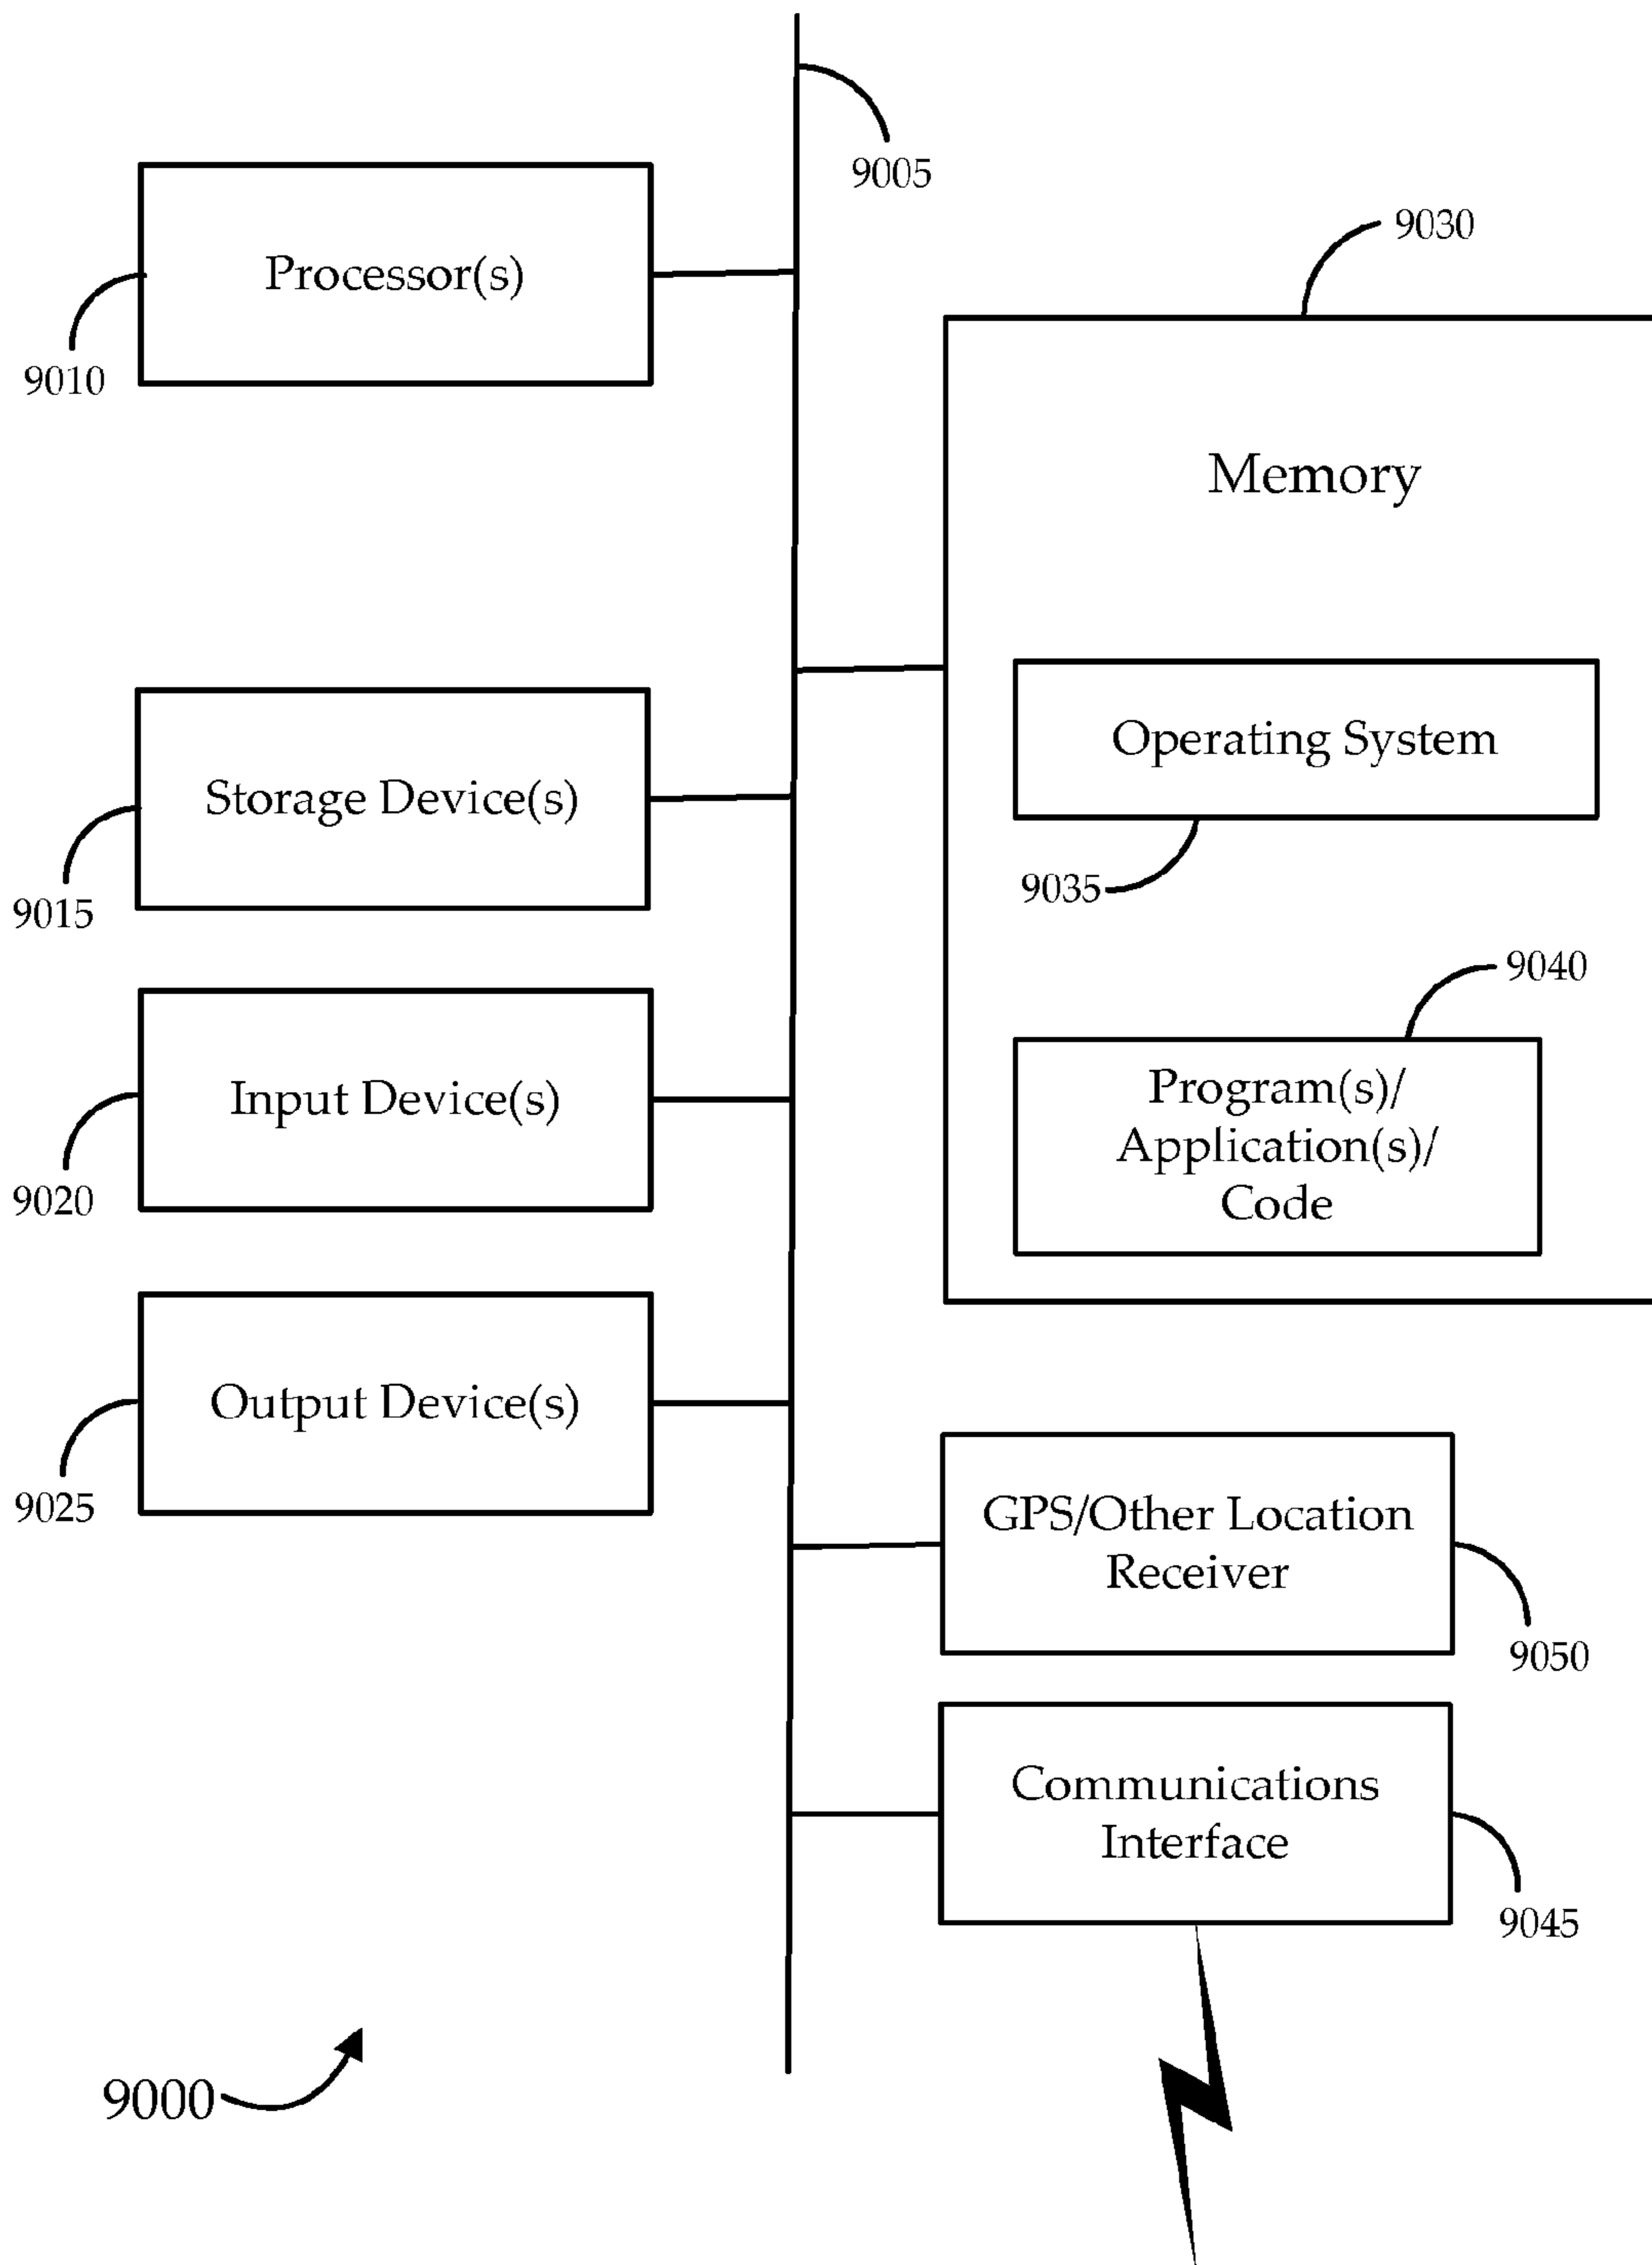 9005
9030
Processor(s)
9010
Memory
Operating System
Storage Device(s)
9035
9015
9040
Program(s)/
Application(s)/
Code
Input Device(s)
9020
Output Device(s)
9025
GPS/Other Location
Receiver
9050
Communications
Interface
9045
9000